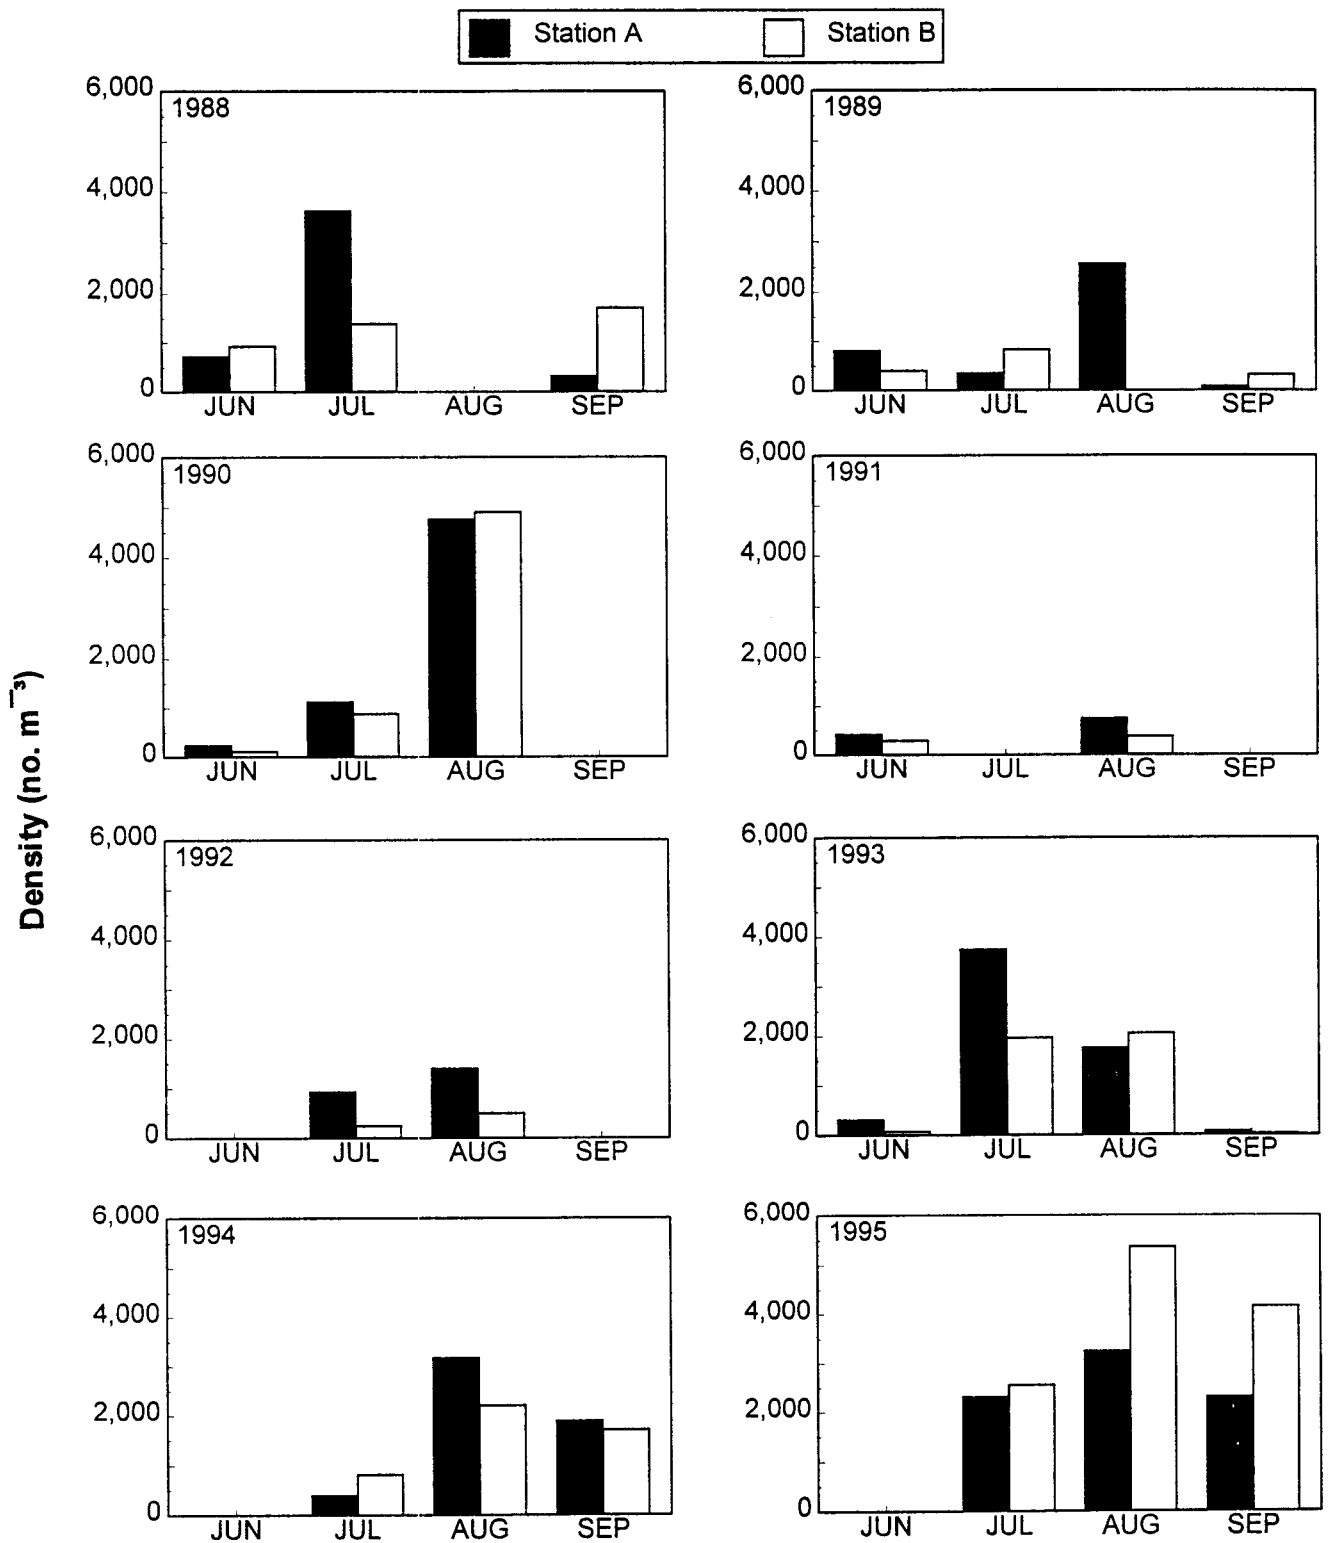 Station A Station B
6,000 1988 6,000 1989
4,000 4,000
2,000 2,000
0 0
JUN JUL AUG SEP JUN JUL AUG SEP
6,000 1990 6,000 1991
4,000 4,000
2,000 2,000
0 0
JUN JUL AUG SEP JUN JUL AUG SEP
Density (no. m⁻³)
6,000 1992 6,000 1993
4,000 4,000
2,000 2,000
0 0
JUN JUL AUG SEP JUN JUL AUG SEP
6,000 1994 6,000 1995
4,000 4,000
2,000 2,000
0 0
JUN JUL AUG SEP JUN JUL AUG SEP